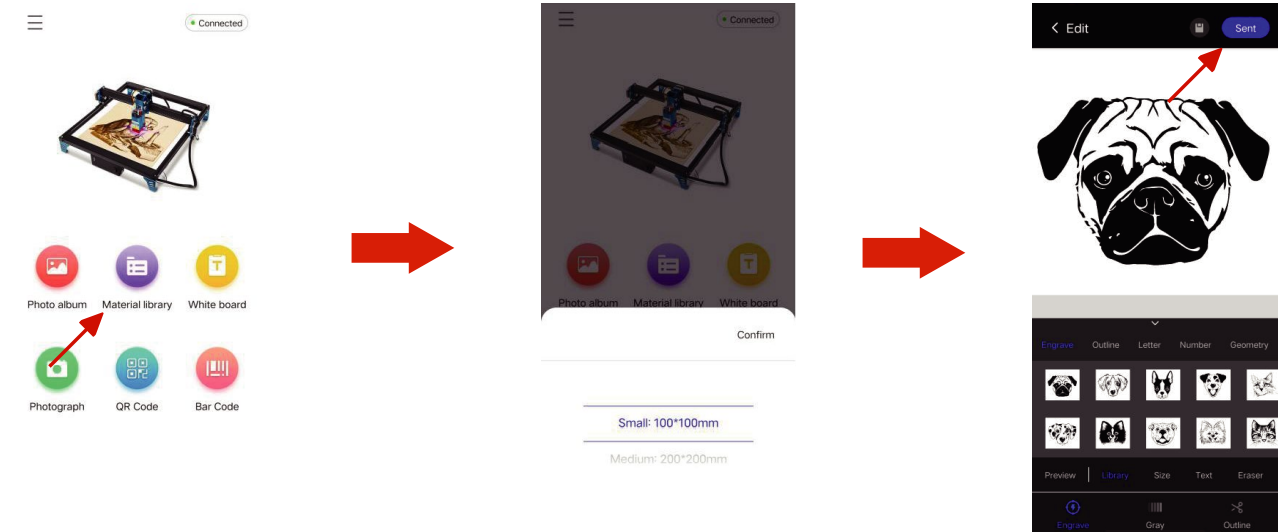 Connected
Photo album Material library White board
Photograph QR Code Bar Code
Connected
Photo album Material library White board
Confirm
Small: 100*100mm
Medium: 200*200mm
Edit Sent
Engrave Outline Letter Number Geometry
Preview Library Size Text Eraser
Engrave Gray Outline